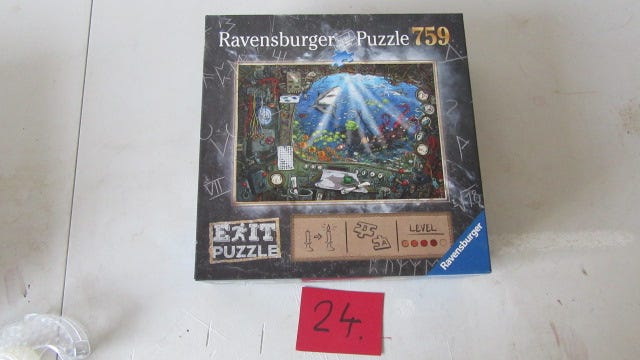 Ravensburger Puzzle 759
EXIT
PUZZLE
LEVEL
Ravensburger
24.